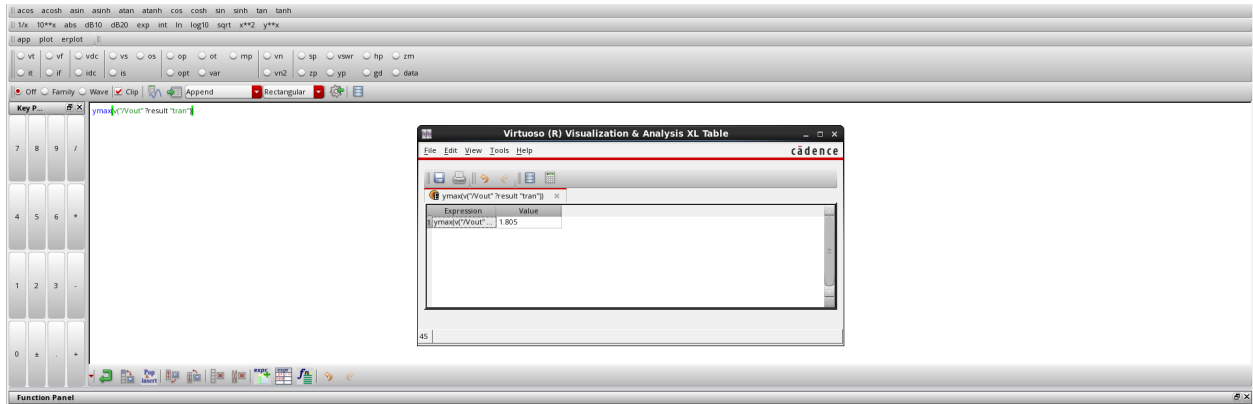 acos acosh asin asinh atan atanh cos cosh sin sinh tan tanh
1/x 10**x abs dB10 dB20 exp int ln log10 sqrt x**2 y**x
app plot erplot
vt vf vdc vs os op ot mp vn sp vswr hp zm
it if idc is opt var vn2 zp yp gd data
Off Family Wave Clip Append Rectangular
Key P...
ymax(v("/Vout" ?result "tran"))
7 8 9 /
4 5 6 *
1 2 3 -
0 ± . +
Virtuoso (R) Visualization & Analysis XL Table
File Edit View Tools Help
cādence
ymax(v("/Vout" ?result "tran"))
Expression Value
1 ymax(v("/Vout" ... 1.805
45
Pop
insert
expr
expr
fn
Function Panel